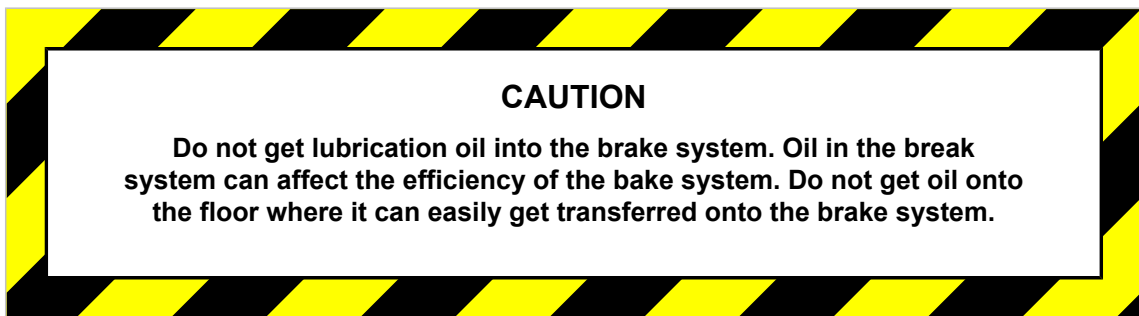 CAUTION
Do not get lubrication oil into the brake system. Oil in the break
system can affect the efficiency of the bake system. Do not get oil onto
the floor where it can easily get transferred onto the brake system.